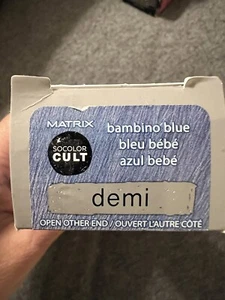 MATRIX
SOCOLOR
CULT
bambino blue
bleu bébé
azul bebé
demi
OPEN OTHER END / OUVERT L'AUTRE CÔTÉ